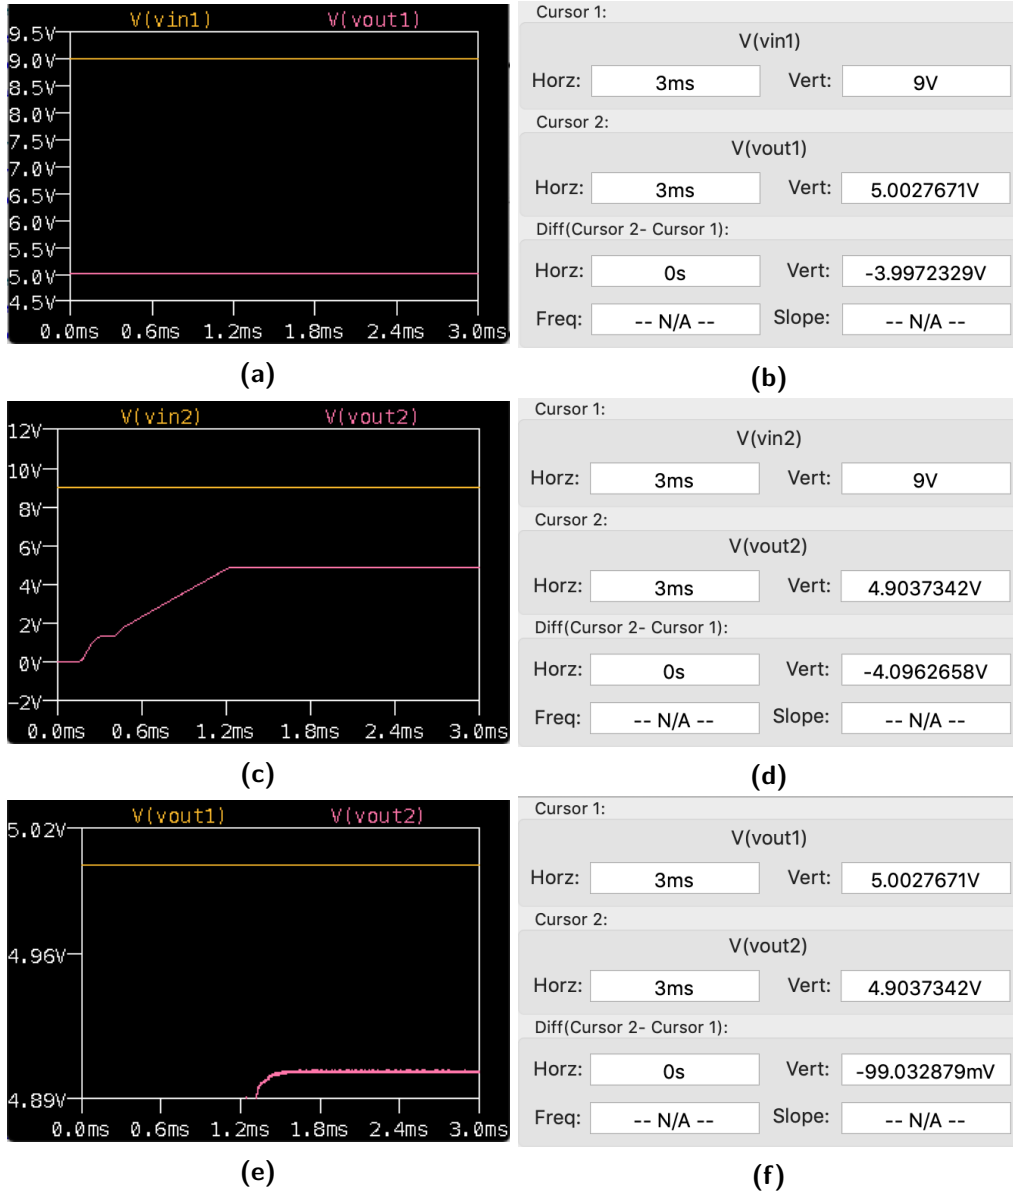 V(vin1) V(vout1)
9.5V
9.0V
8.5V
8.0V
7.5V
7.0V
6.5V
6.0V
5.5V
5.0V
4.5V
0.0ms 0.6ms 1.2ms 1.8ms 2.4ms 3.0ms
(a)
Cursor 1:
V(vin1)
Horz: 3ms Vert: 9V
Cursor 2:
V(vout1)
Horz: 3ms Vert: 5.0027671V
Diff(Cursor 2- Cursor 1):
Horz: 0s Vert: -3.9972329V
Freq: -- N/A -- Slope: -- N/A --
(b)
V(vin2) V(vout2)
12V
10V
8V
6V
4V
2V
0V
-2V
0.0ms 0.6ms 1.2ms 1.8ms 2.4ms 3.0ms
(c)
Cursor 1:
V(vin2)
Horz: 3ms Vert: 9V
Cursor 2:
V(vout2)
Horz: 3ms Vert: 4.9037342V
Diff(Cursor 2- Cursor 1):
Horz: 0s Vert: -4.0962658V
Freq: -- N/A -- Slope: -- N/A --
(d)
V(vout1) V(vout2)
5.02V
4.96V
4.89V
0.0ms 0.6ms 1.2ms 1.8ms 2.4ms 3.0ms
(e)
Cursor 1:
V(vout1)
Horz: 3ms Vert: 5.0027671V
Cursor 2:
V(vout2)
Horz: 3ms Vert: 4.9037342V
Diff(Cursor 2- Cursor 1):
Horz: 0s Vert: -99.032879mV
Freq: -- N/A -- Slope: -- N/A --
(f)